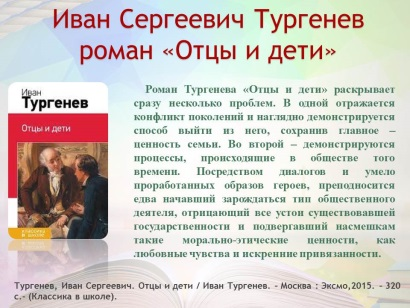 Иван Сергеевич Тургенев
роман «Отцы и дети»
Иван
Тургенев
Отцы и дети
КЛАССИКА
В ШКОЛЕ
Роман Тургенева «Отцы и дети» раскрывает
сразу несколько проблем. В одной отражается
конфликт поколений и наглядно демонстрируется
способ выйти из него, сохранив главное –
ценность семьи. Во второй – демонстрируются
процессы, происходящие в обществе того
времени. Посредством диалогов и умело
проработанных образов героев, преподносится
едва начавший зарождаться тип общественного
деятеля, отрицающий все устои существовавшей
государственности и подвергавший насмешкам
такие морально-этические ценности, как
любовные чувства и искренние привязанности.
Тургенев, Иван Сергеевич. Отцы и дети / Иван Тургенев. – Москва : Эксмо,2015. – 320
с.- (Классика в школе).